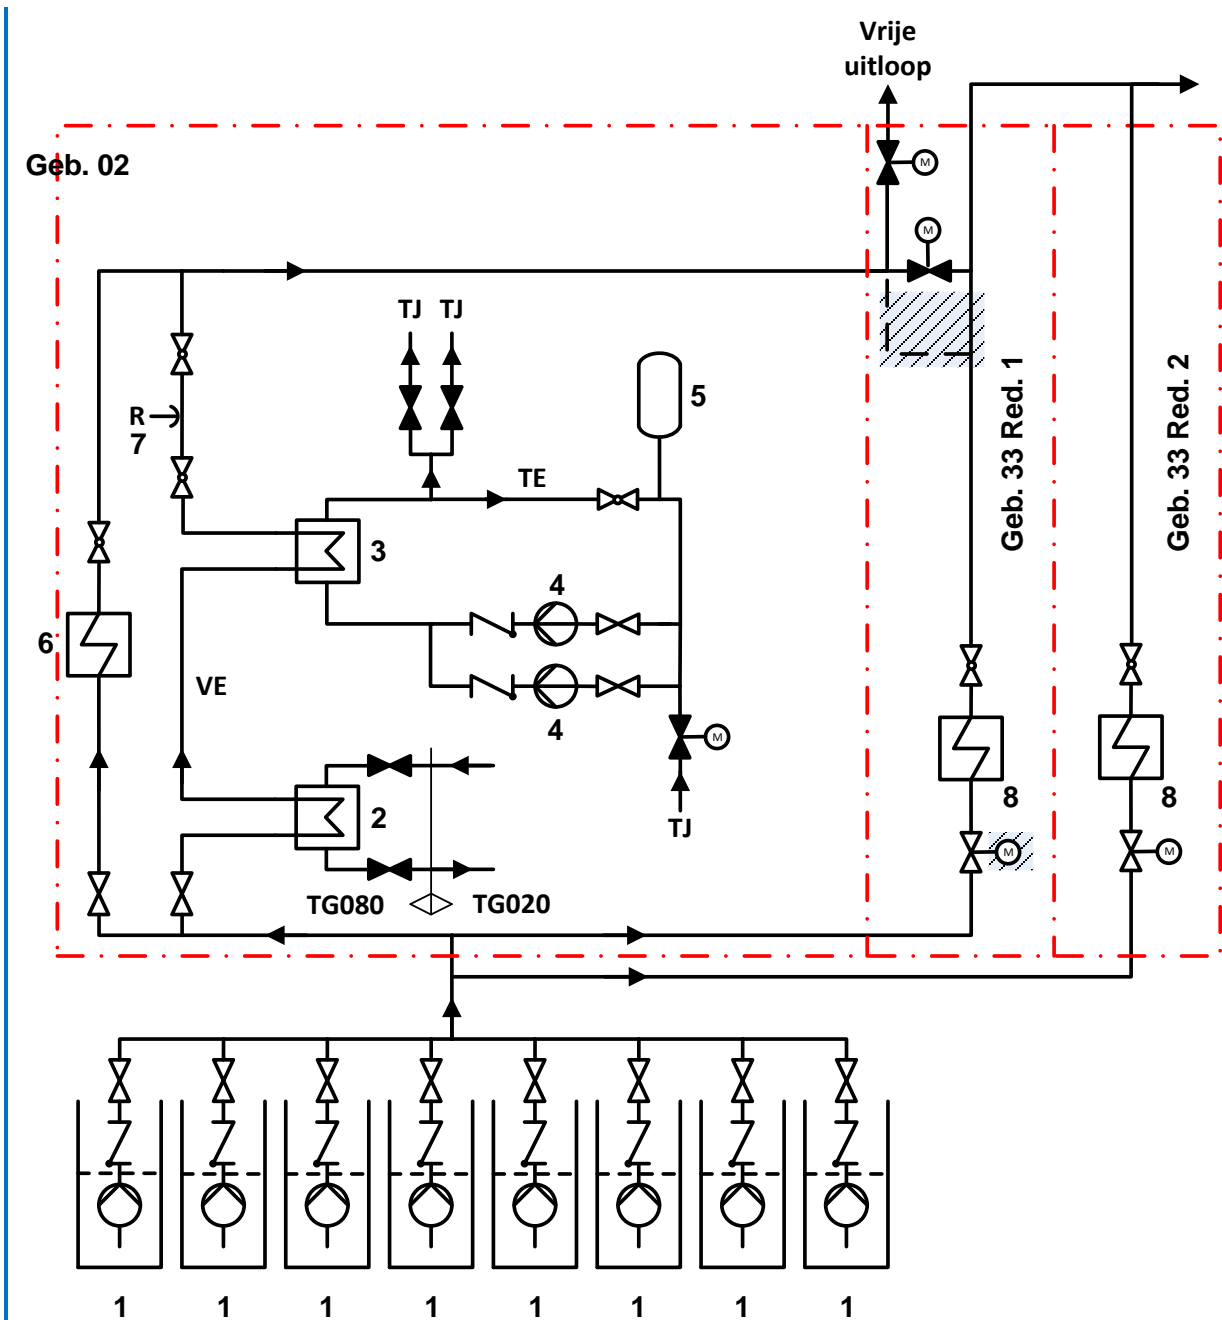 Vrije
uitloop
Geb. 02
M
M
TJ TJ
R
7
5
TE
3
4
6
VE
4
M
2
TJ
TG080
TG020
Geb. 33 Red. 1
Geb. 33 Red. 2
8
8
M
M
1 1 1 1 1 1 1 1